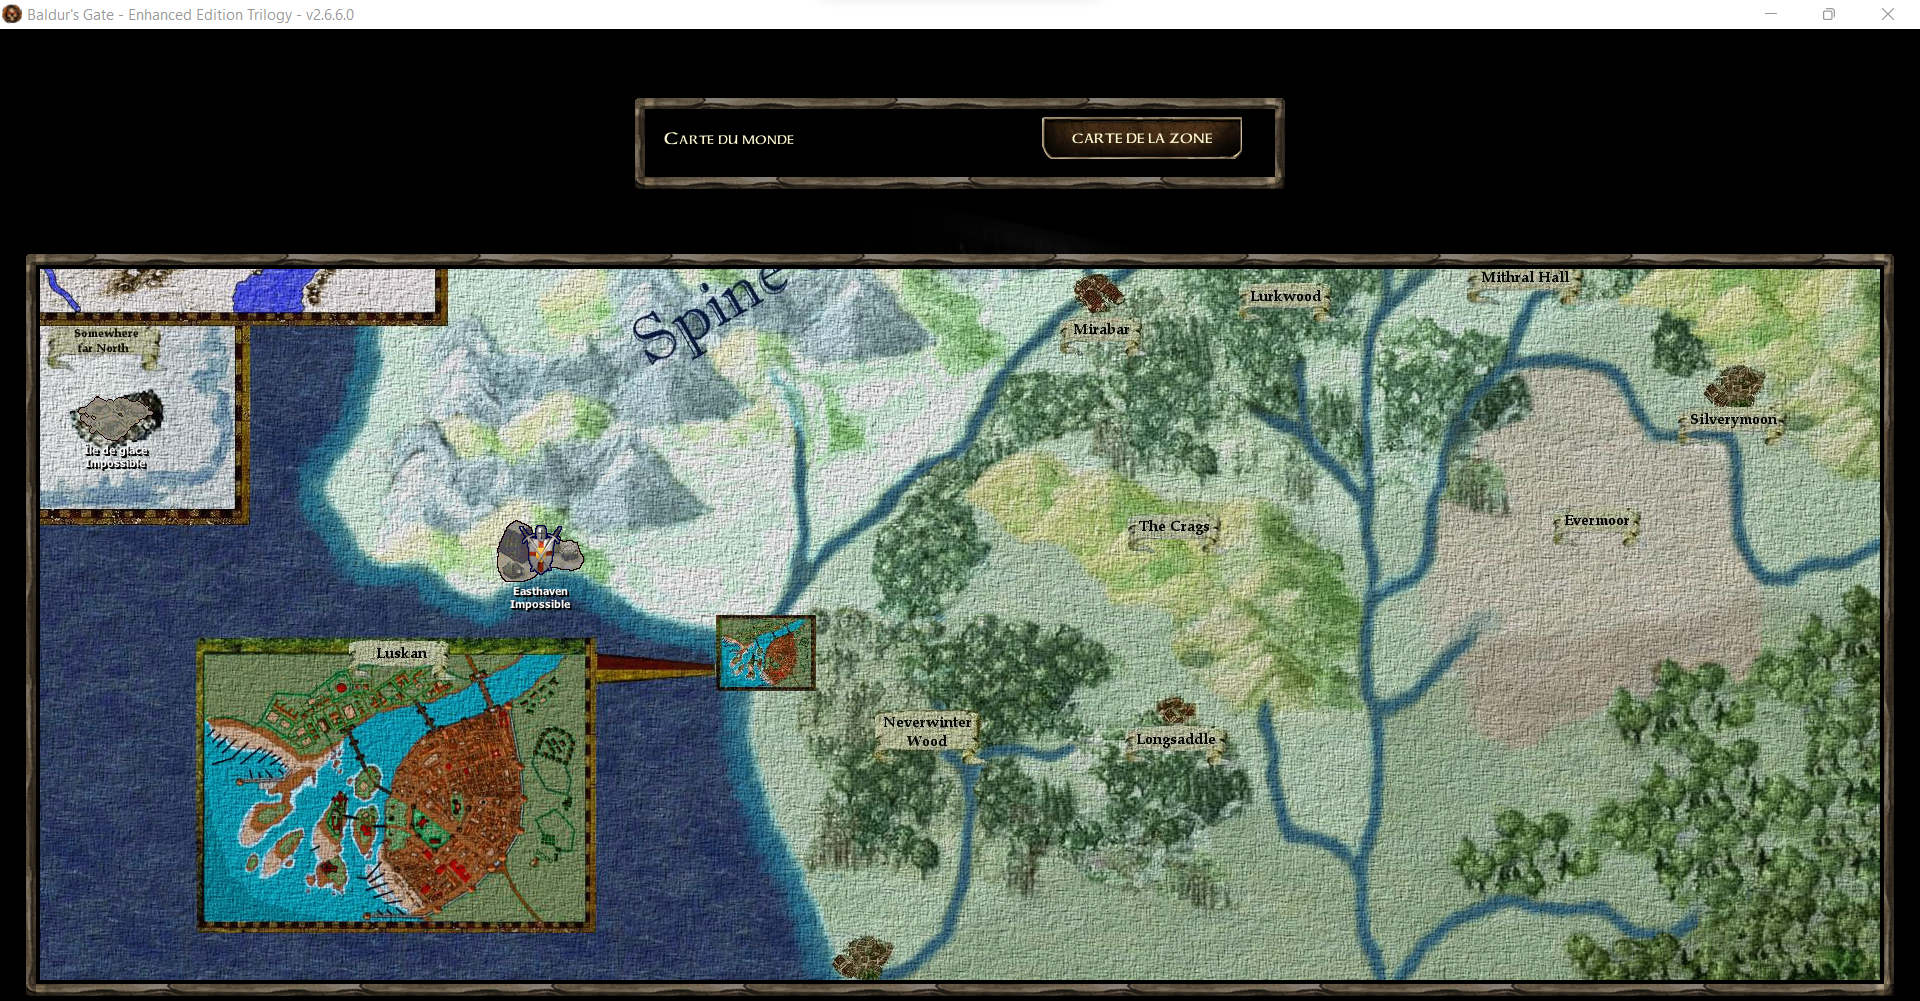 Baldur's Gate - Enhanced Edition Trilogy - v2.6.6.0
Carte du monde
CARTE DE LA ZONE
Spine
Mithral Hall
Lurkwood
Mirabar
Somewhere
far North
Silverymoon
Île de glace
Impossible
The Crags
Evermoor
Easthaven
Impossible
Luskan
Neverwinter
Wood
Longsaddle